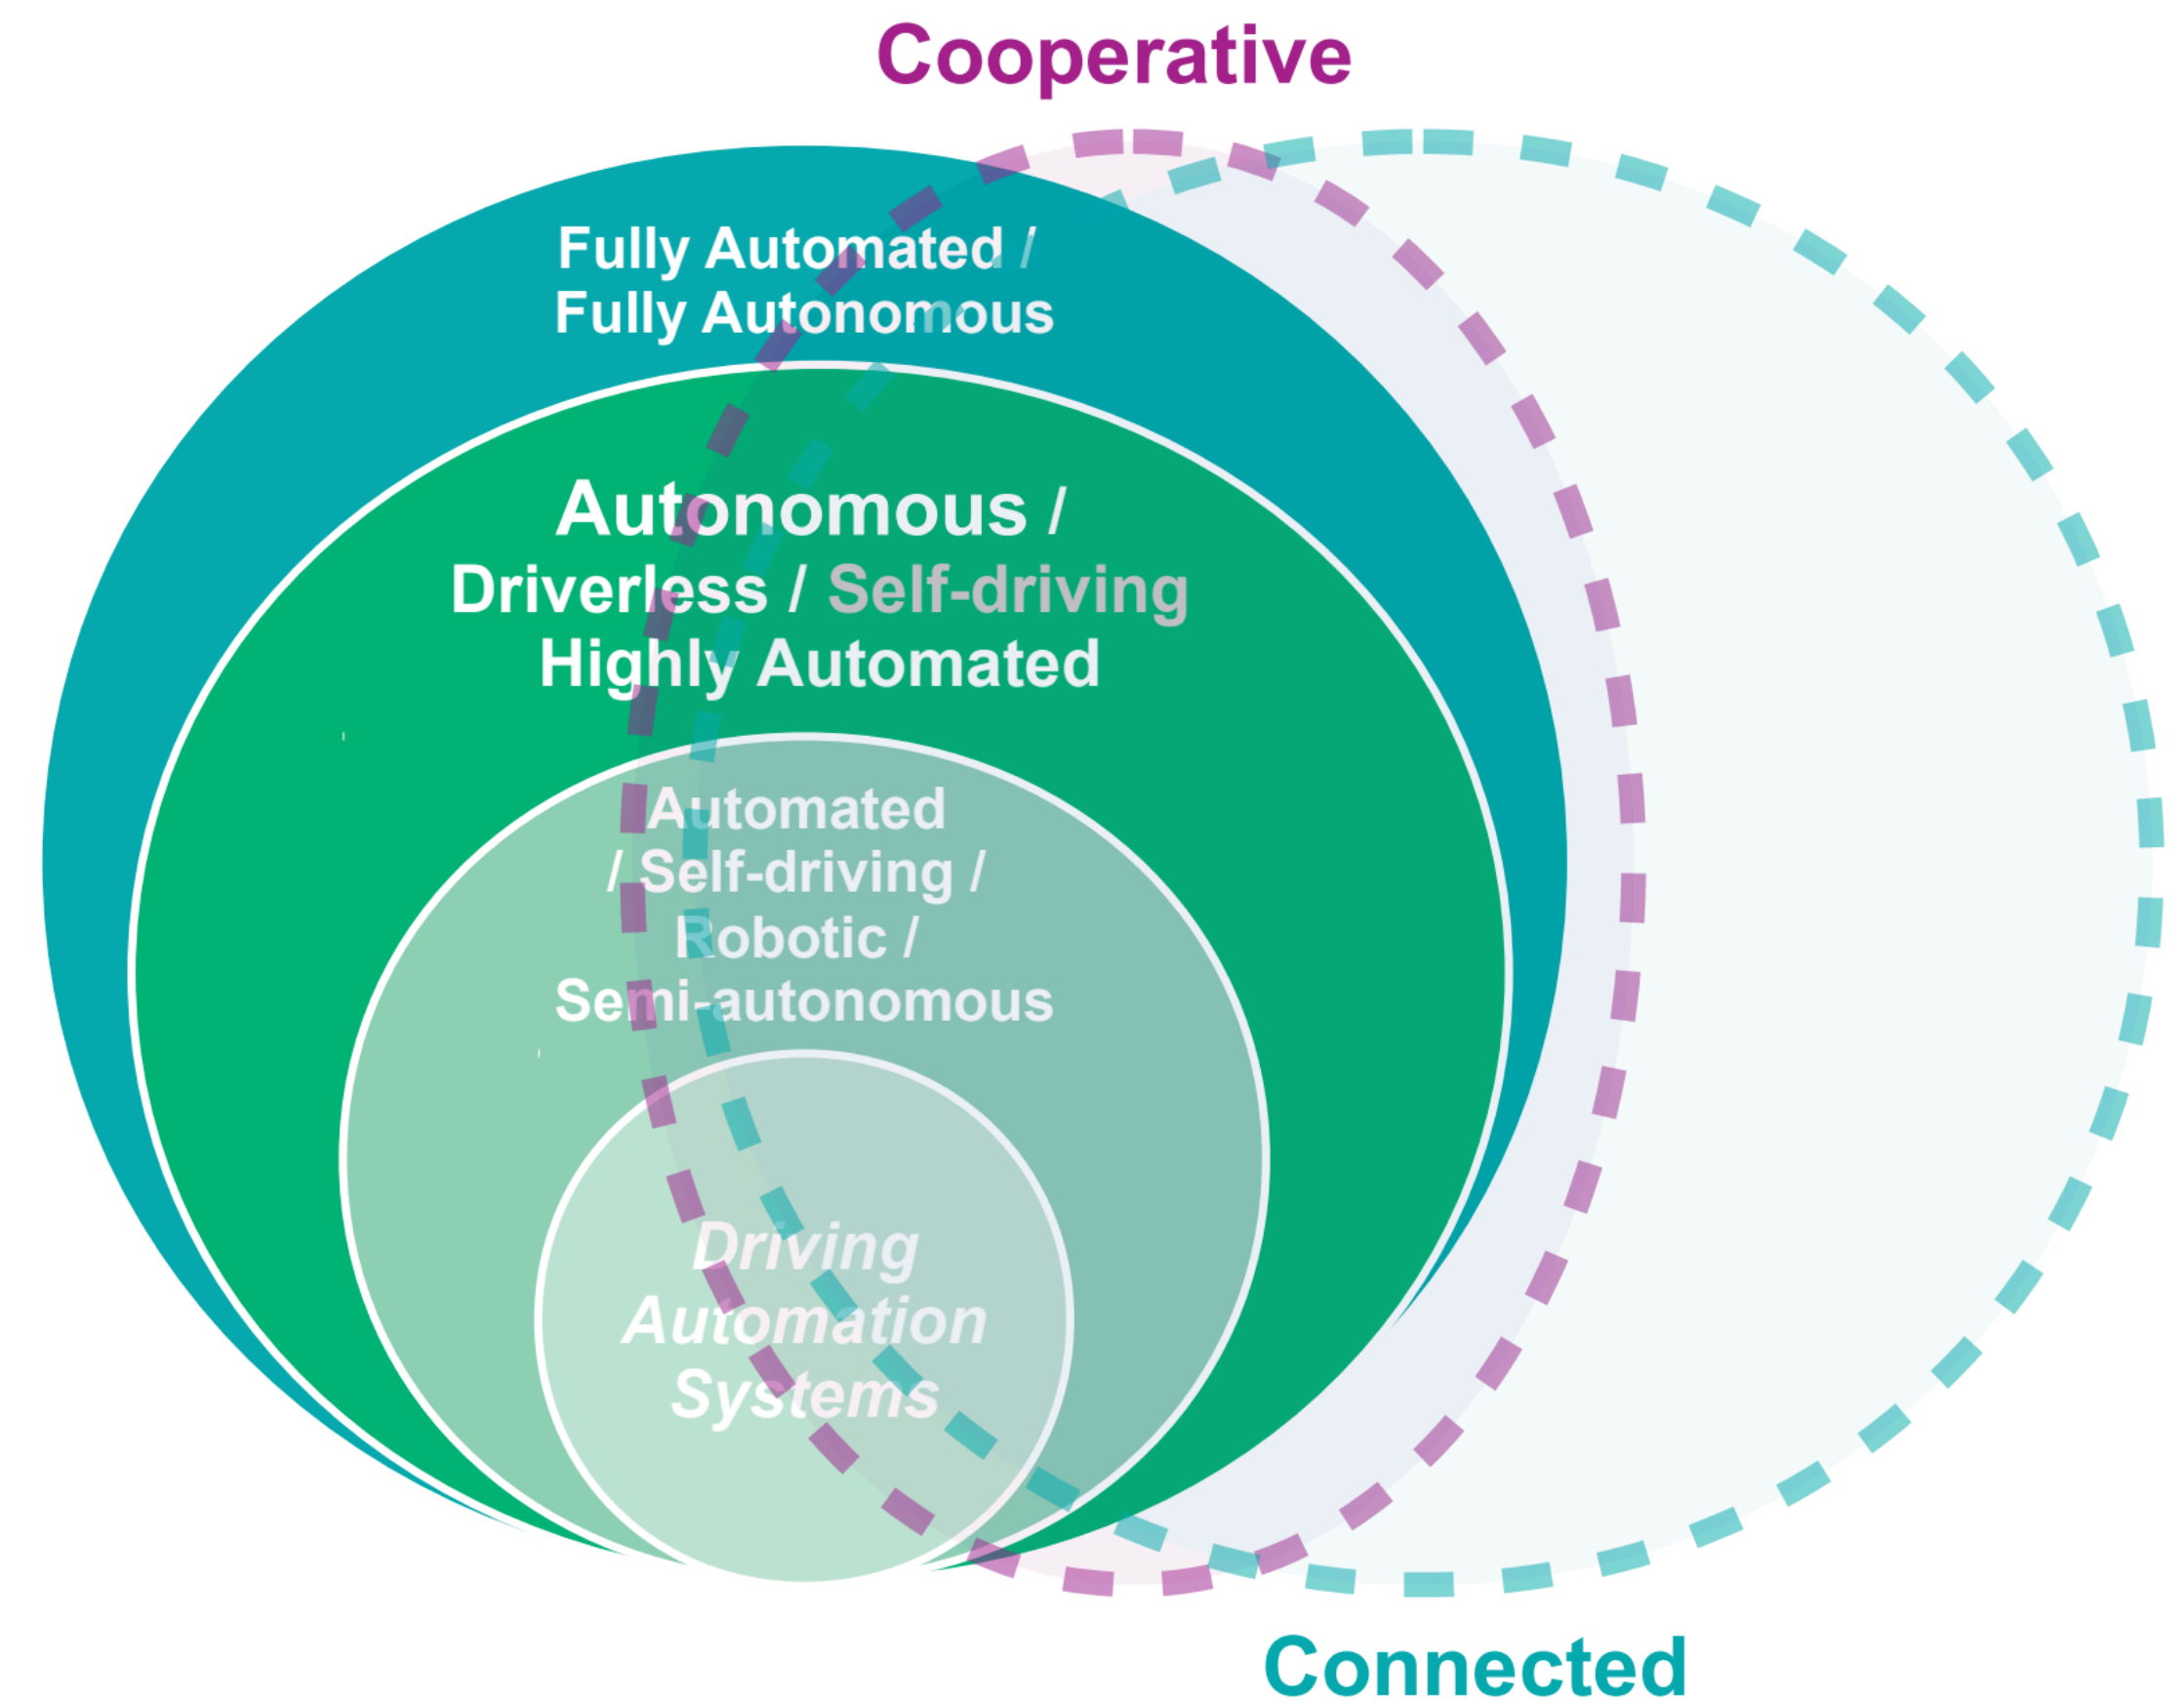 Cooperative
Fully Automated /
Fully Autonomous
Autonomous /
Driverless / Self-driving
Highly Automated
Automated
/ Self-driving /
Robotic /
Semi-autonomous
Driving
Automation
Systems
Connected